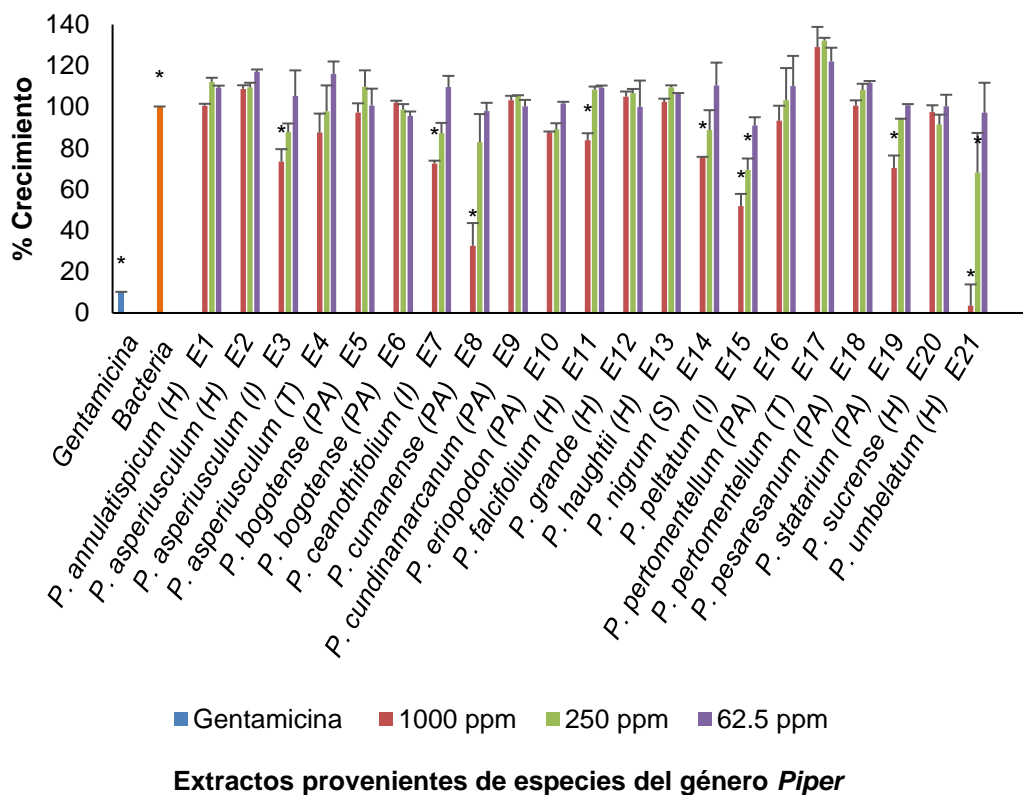 140
120
100
80
60
40
20
0
% Crecimiento
*
*
*
*
*
*
*
*
*
*
*
*
Gentamicina
Bacteria
P. annulatispicum (H) E1
P. asperiusculum (H) E2
P. asperiusculum (I) E3
P. asperiusculum (T) E4
P. bogotense (PA) E5
P. bogotense (PA) E6
P. ceanothifolium (I) E7
P. cumanense (PA) E8
P. cundinamarcanum (PA) E9
P. eriopodon (PA) E10
P. falcifolium (H) E11
P. grande (H) E12
P. haughtii (H) E13
P. nigrum (S) E14
P. peltatum (I) E15
P. pertomentellum (PA) E16
P. pertomentellum (T) E17
P. pesaresanum (PA) E18
P. statarium (PA) E19
P. sucrense (H) E20
P. umbelatum (H) E21
Gentamicina 1000 ppm 250 ppm 62.5 ppm
Extractos provenientes de especies del género Piper